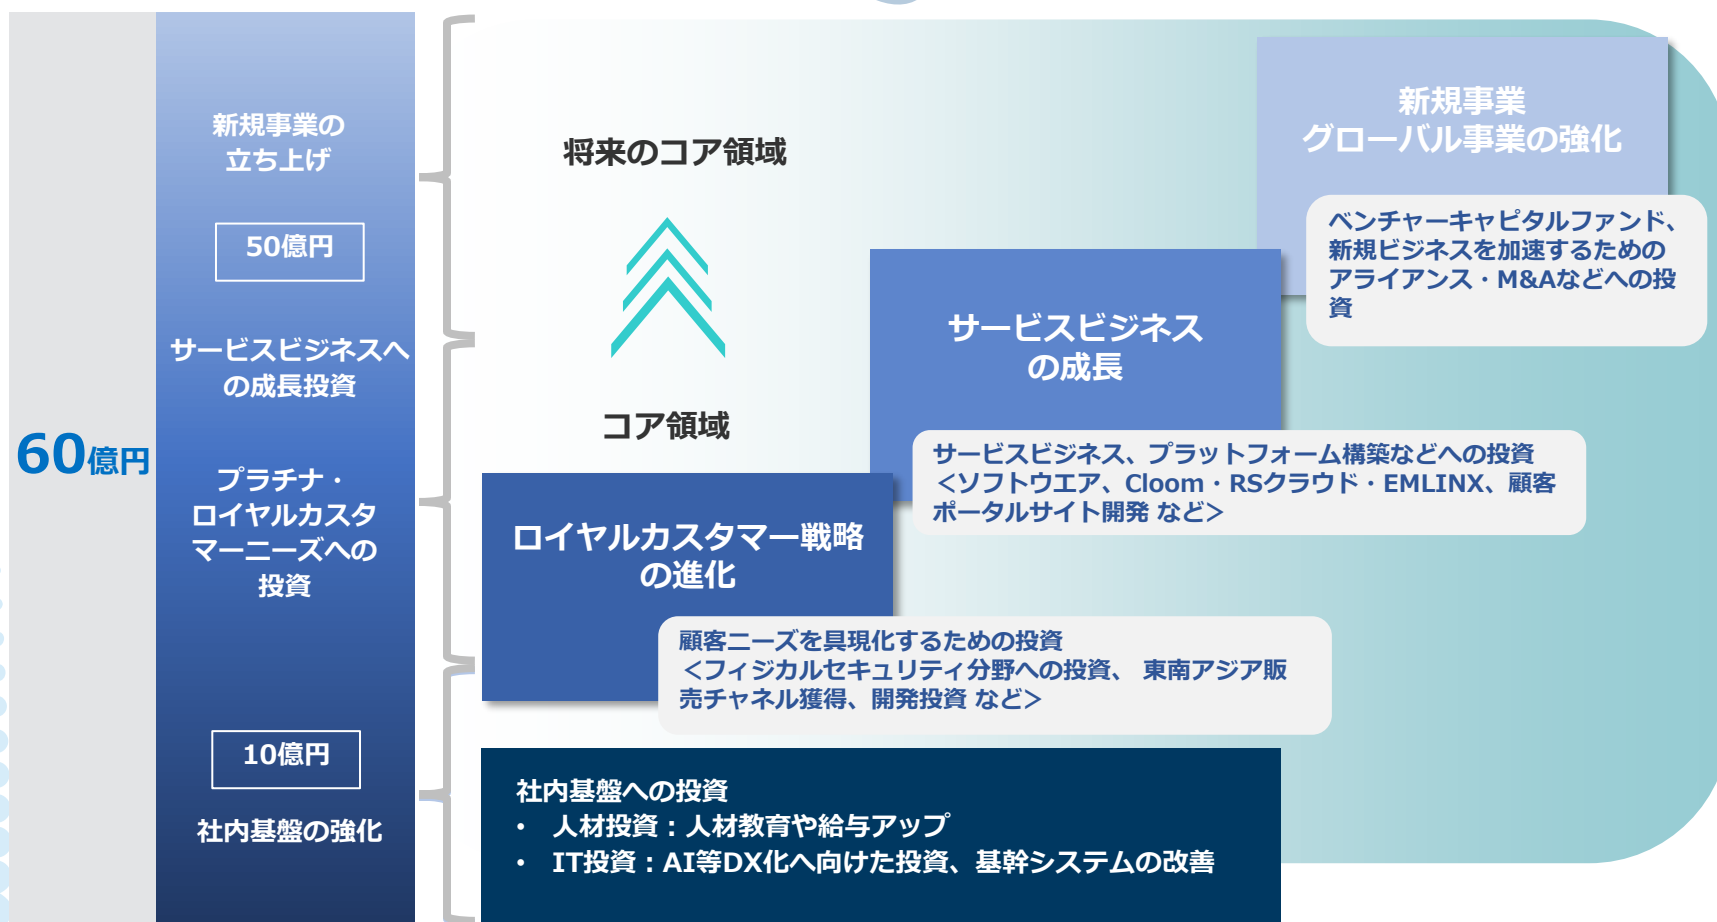 60億円
新規事業の
立ち上げ
50億円
サービスビジネスへ
の成長投資
プラチナ・
ロイヤルカスタ
マーニーズへの
投資
10億円
社内基盤の強化
将来のコア領域
コア領域
新規事業
グローバル事業の強化
ベンチャーキャピタルファンド、
新規ビジネスを加速するための
アライアンス・M&Aなどへの投
資
サービスビジネス
の成長
サービスビジネス、プラットフォーム構築などへの投資
＜ソフトウエア、Cloom・RSクラウド・EMLINX、顧客
ポータルサイト開発 など＞
ロイヤルカスタマー戦略
の進化
顧客ニーズを具現化するための投資
＜フィジカルセキュリティ分野への投資、 東南アジア販
売チャネル獲得、開発投資 など＞
社内基盤への投資
• 人材投資：人材教育や給与アップ
• IT投資：AI等DX化へ向けた投資、基幹システムの改善